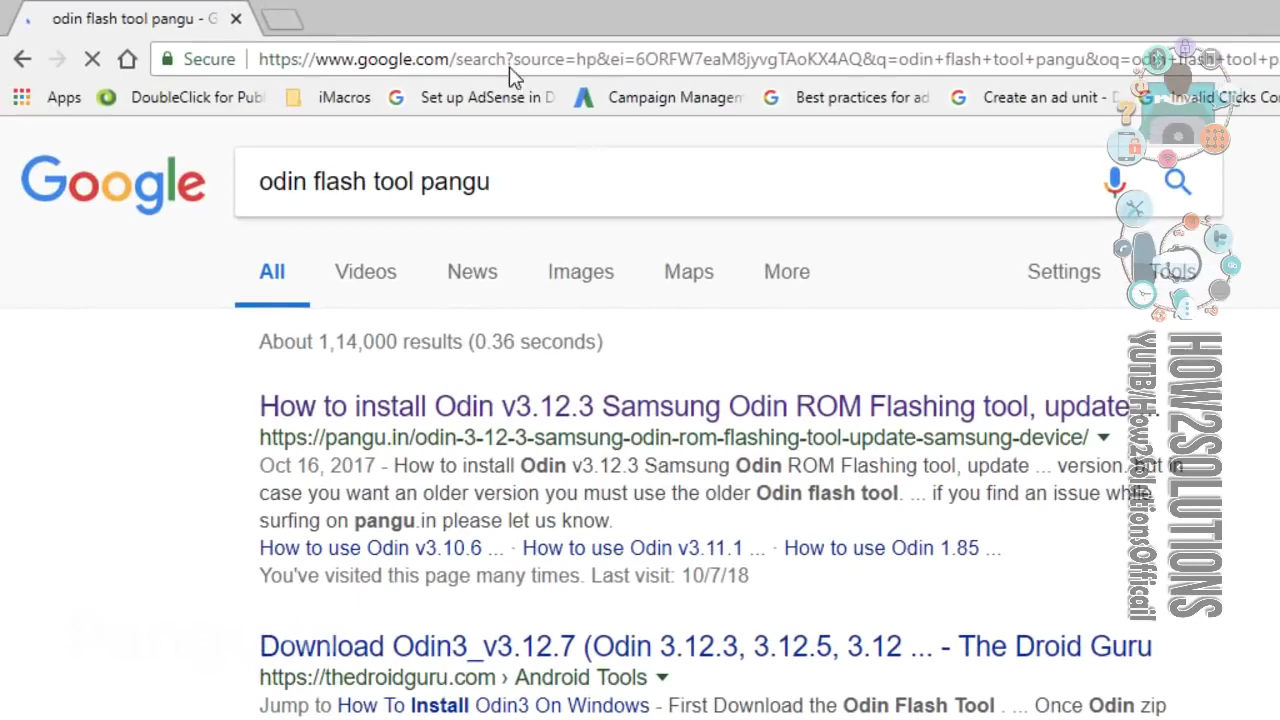 odin flash tool pangu - G
Secure https://www.google.com/search?source=hp&ei=6ORFW7eaM8jyvgTAoKX4AQ&q=odin+flash+tool+pangu&oq=odin+flash+tool+p
Apps DoubleClick for Publ iMacros Set up AdSense in D Campaign Managem Best practices for ad Create an ad unit - D Invalid Clicks Co
Google
odin flash tool pangu
All Videos News Images Maps More Settings Tools
About 1,14,000 results (0.36 seconds)
How to install Odin v3.12.3 Samsung Odin ROM Flashing tool, update ...
https://pangu.in/odin-3-12-3-samsung-odin-rom-flashing-tool-update-samsung-device/
Oct 16, 2017 - How to install Odin v3.12.3 Samsung Odin ROM Flashing tool, update ... version. but in
case you want an older version you must use the older Odin flash tool. ... if you find an issue while
surfing on pangu.in please let us know.
How to use Odin v3.10.6 ... · How to use Odin v3.11.1 ... · How to use Odin 1.85 ...
You've visited this page many times. Last visit: 10/7/18
Download Odin3_v3.12.7 (Odin 3.12.3, 3.12.5, 3.12 ... - The Droid Guru
https://thedroidguru.com › Android Tools
Jump to How To Install Odin3 On Windows - First Download the Odin Flash Tool . ... Once Odin zip
HOW2SOLUTIONS
YUTB/How2SolutionsOfficail